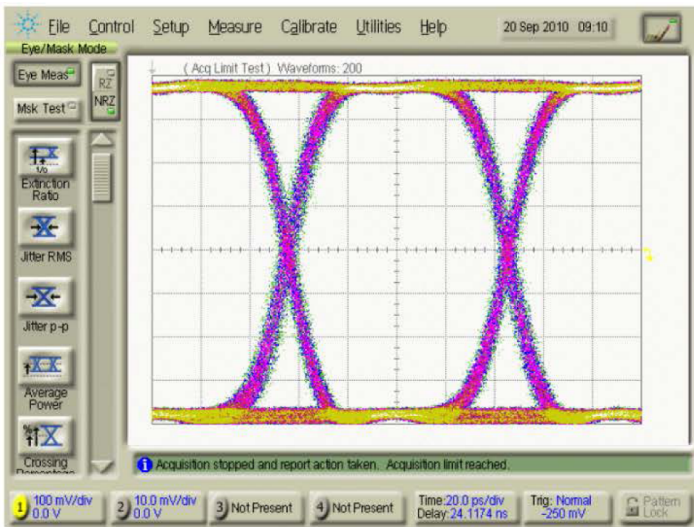 File Control Setup Measure Calibrate Utilities Help 20 Sep 2010 09:10
Eye/Mask Mode
Eye Meas
RZ
NRZ
Msk Test
( Acq Limit Test ) Waveforms: 200
1/0
Extinction
Ratio
Jitter RMS
Jitter p-p
Average
Power
%
Crossing
Percentage
i Acquisition stopped and report action taken. Acquisition limit reached.
1 100 mV/div
0.0 V
2 10.0 mV/div
0.0 V
3 Not Present
4 Not Present
Time:20.0 ps/div
Delay:24.1174 ns
Trig: Normal
-250 mV
Pattern
Lock